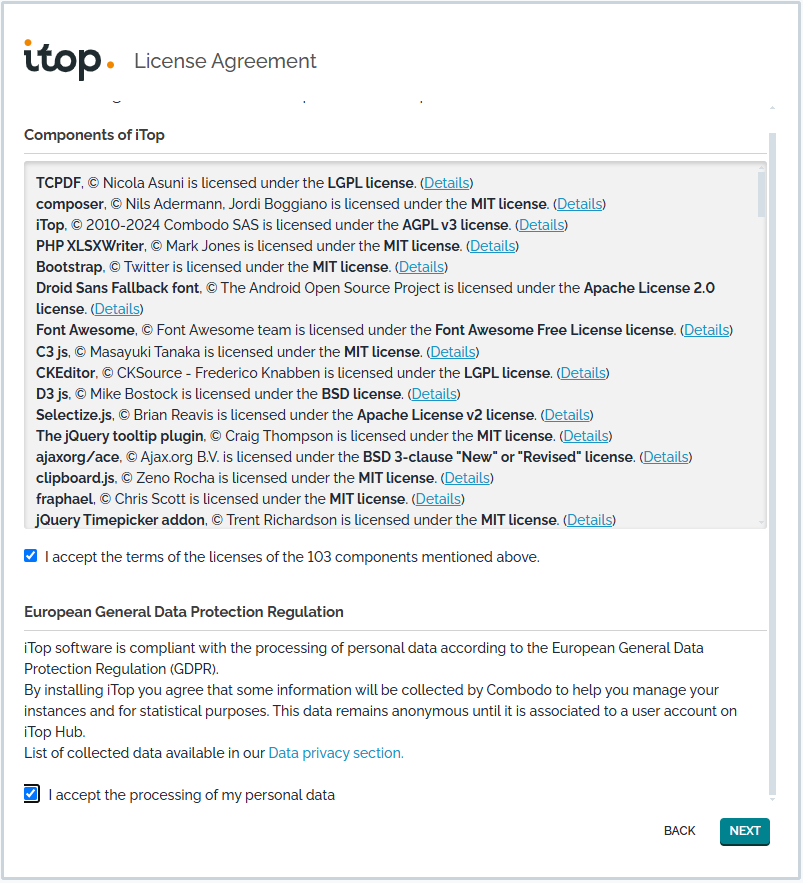 itop.
License Agreement
Components of iTop
TCPDF, © Nicola Asuni is licensed under the LGPL license. (Details)
composer, © Nils Adermann, Jordi Boggiano is licensed under the MIT license. (Details)
iTop, © 2010-2024 Combodo SAS is licensed under the AGPL v3 license. (Details)
PHP XLSXWriter, © Mark Jones is licensed under the MIT license. (Details)
Bootstrap, © Twitter is licensed under the MIT license. (Details)
Droid Sans Fallback font, © The Android Open Source Project is licensed under the Apache License 2.0
license. (Details)
Font Awesome, © Font Awesome team is licensed under the Font Awesome Free License license. (Details)
C3 js, © Masayuki Tanaka is licensed under the MIT license. (Details)
CKEditor, © CKSource - Frederico Knabben is licensed under the LGPL license. (Details)
D3 js, © Mike Bostock is licensed under the BSD license. (Details)
Selectize.js, © Brian Reavis is licensed under the Apache License v2 license. (Details)
The jQuery tooltip plugin, © Craig Thompson is licensed under the MIT license. (Details)
ajaxorg/ace, © Ajax.org B.V. is licensed under the BSD 3-clause "New" or "Revised" license. (Details)
clipboard.js, © Zeno Rocha is licensed under the MIT license. (Details)
fraphael, © Chris Scott is licensed under the MIT license. (Details)
jQuery Timepicker addon, © Trent Richardson is licensed under the MIT license. (Details)
I accept the terms of the licenses of the 103 components mentioned above.
European General Data Protection Regulation
iTop software is compliant with the processing of personal data according to the European General Data
Protection Regulation (GDPR).
By installing iTop you agree that some information will be collected by Combodo to help you manage your
instances and for statistical purposes. This data remains anonymous until it is associated to a user account on
iTop Hub.
List of collected data available in our Data privacy section.
I accept the processing of my personal data
BACK
NEXT